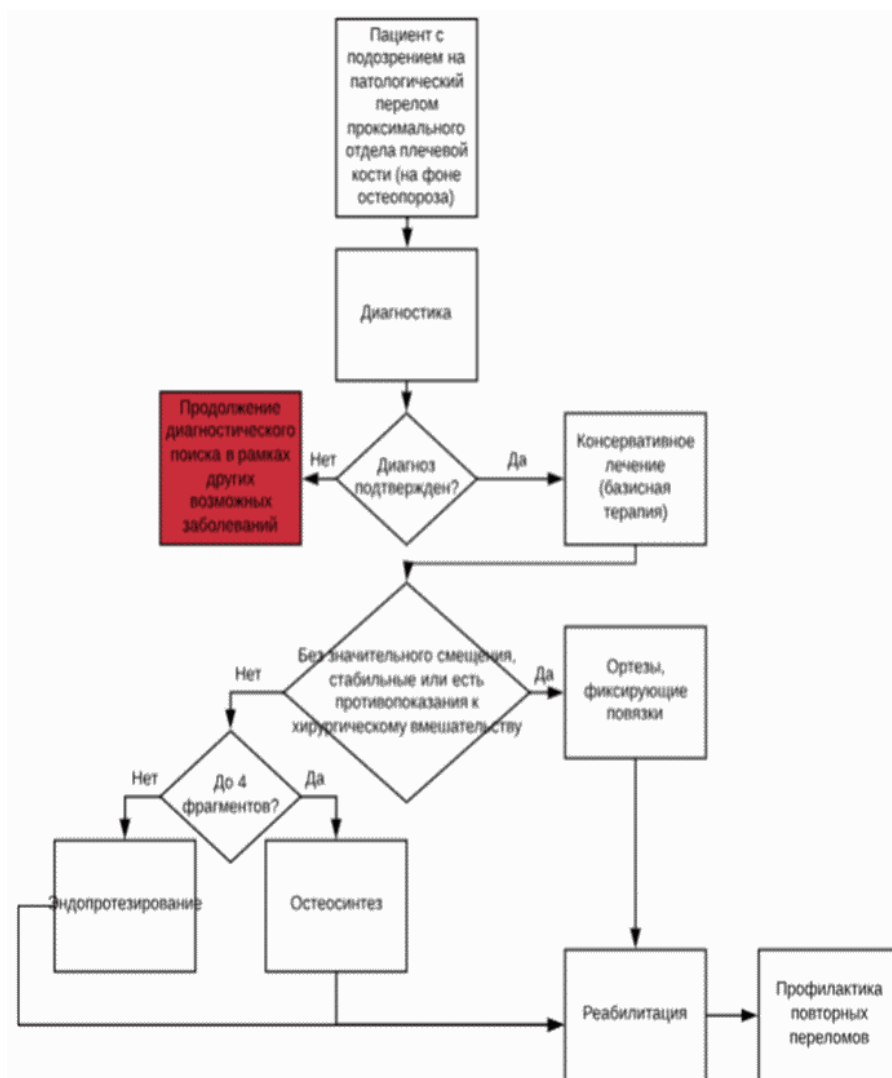 Пациент с
подозрением на
патологический
перелом
проксимального
отдела плечевой
кости (на фоне
остеопороза)
Диагностика
Продолжение
диагностического
поиска в рамках
других
возможных
заболеваний
Нет
Диагноз
подтвержден?
Да
Консервативное
лечение
(базисная
терапия)
Без значительного смещения,
стабильные или есть
противопоказания к
хирургическому вмешательству
Нет
Да
Ортезы,
фиксирующие
повязки
Нет
До 4
фрагментов?
Да
Эндопротезирование
Остеосинтез
Реабилитация
Профилактика
повторных
переломов